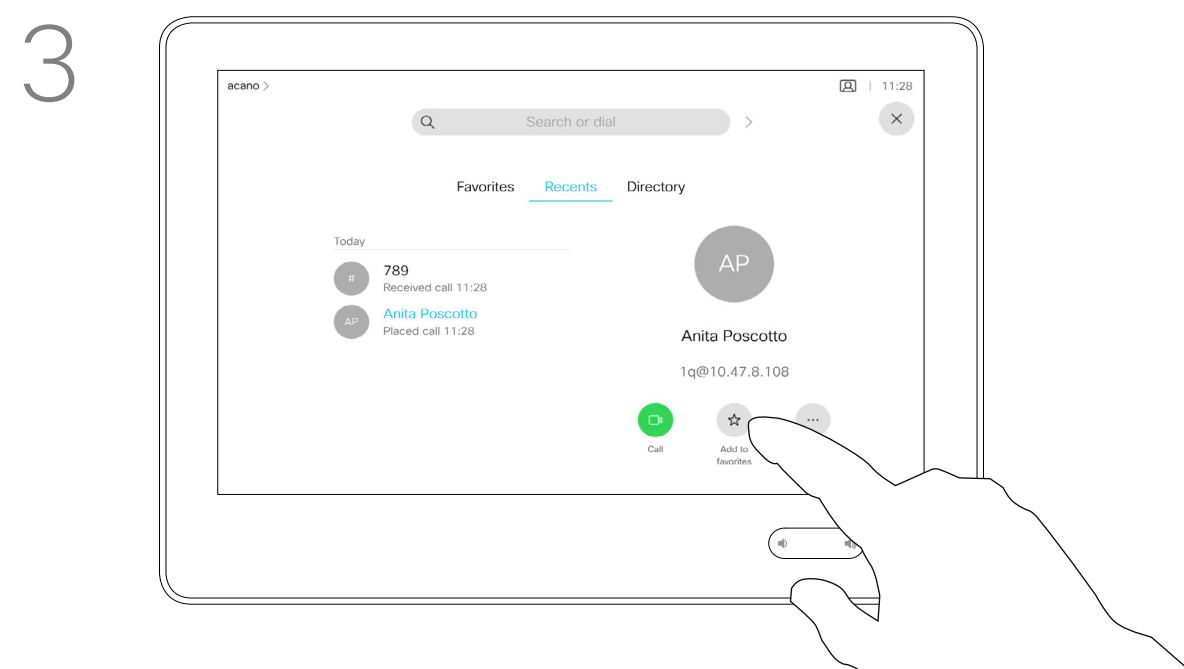 3
acano >
11:28
Search or dial
Favorites Recents Directory
Today
#
789
Received call 11:28
AP
Anita Poscotto
Placed call 11:28
AP
Anita Poscotto
1q@10.47.8.108
Call
Add to
favorites